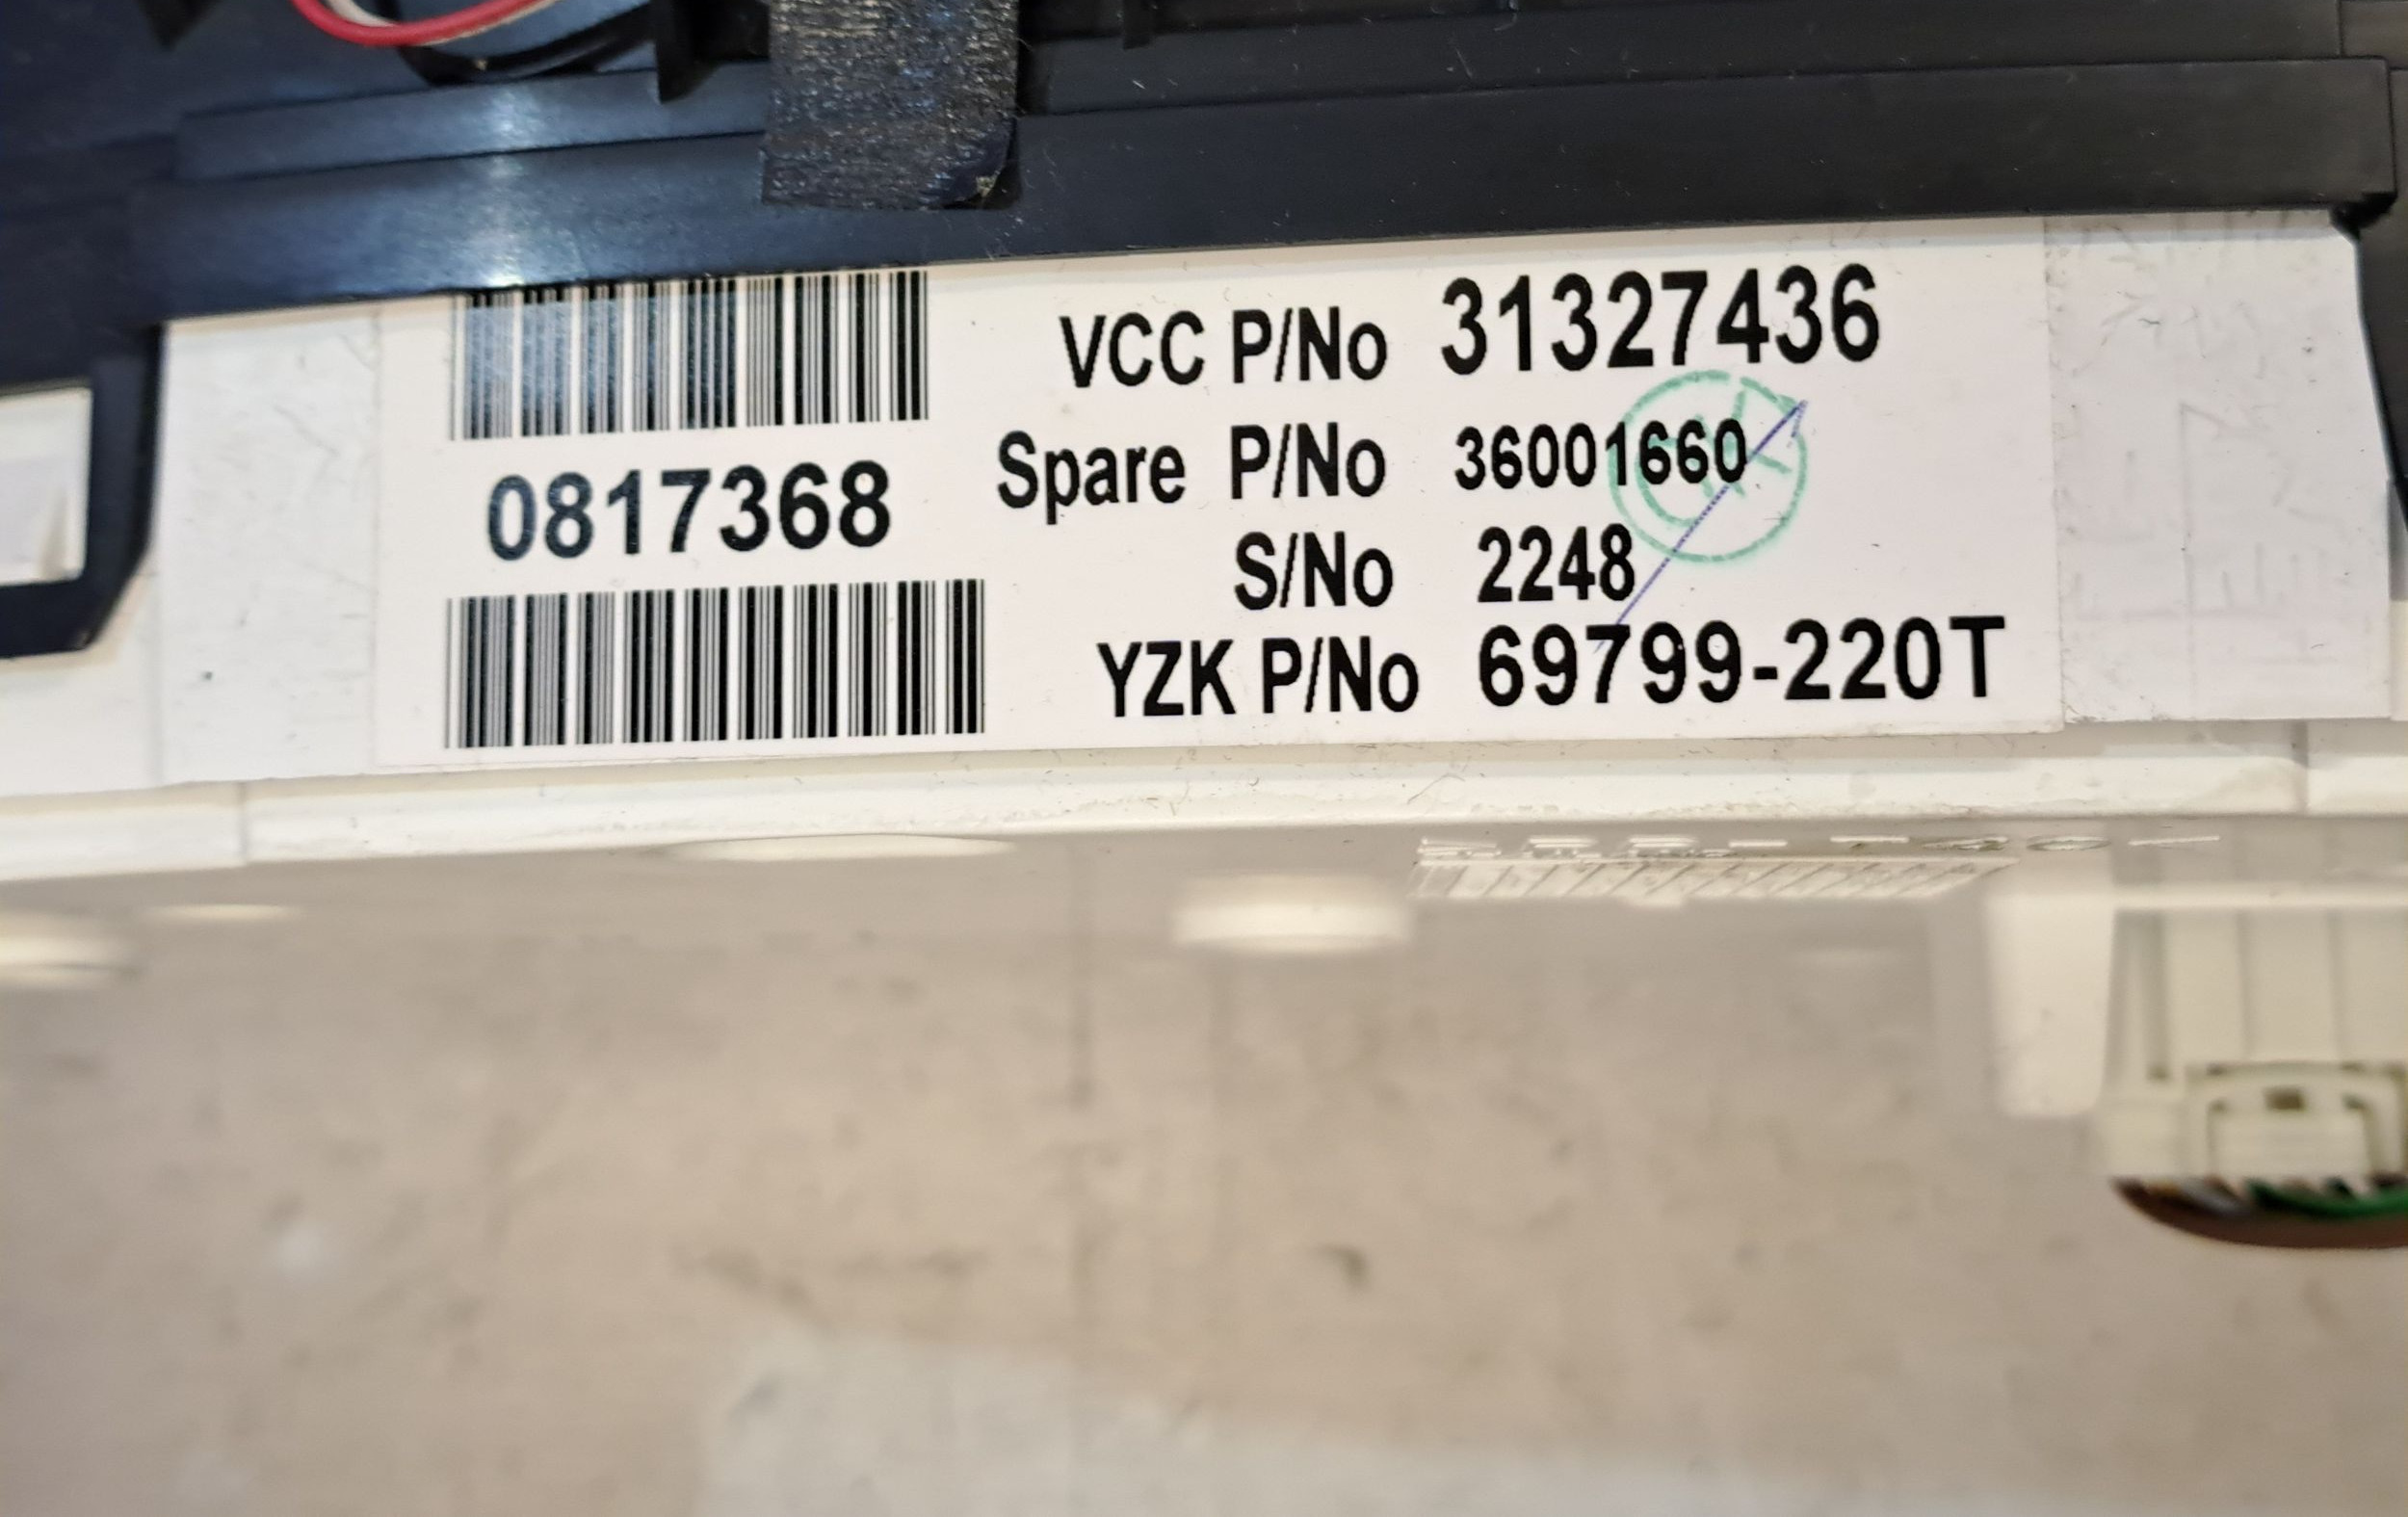 0817368
VCC P/No 31327436
Spare P/No 36001660
S/No 2248
YZK P/No 69799-220T